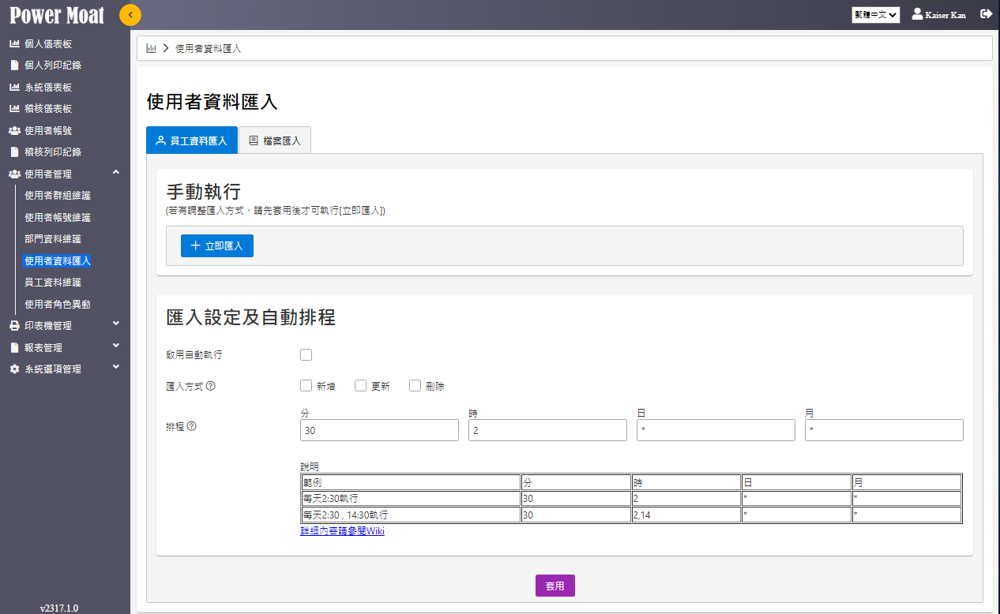 Power Moat
繁體中文
Kaiser Kan
個人儀表板
個人列印紀錄
系統儀表板
稽核儀表板
使用者帳號
稽核列印紀錄
使用者管理
使用者群組維護
使用者帳號維護
部門資料維護
使用者資料匯入
員工資料維護
使用者角色異動
印表機管理
報表管理
系統選項管理
v2317.1.0
使用者資料匯入
使用者資料匯入
員工資料匯入 檔案匯入
手動執行
(若有調整匯入方式，請先套用後才可執行[立即匯入])
立即匯入
匯入設定及自動排程
啟用自動執行
匯入方式 新增 更新 刪除
分 時 日 月
排程 30 2 * *
說明
範例 分 時 日 月
每天2:30執行 30 2 * *
每天2:30 , 14:30執行 30 2,14 * *
詳細內容請參閱Wiki
套用